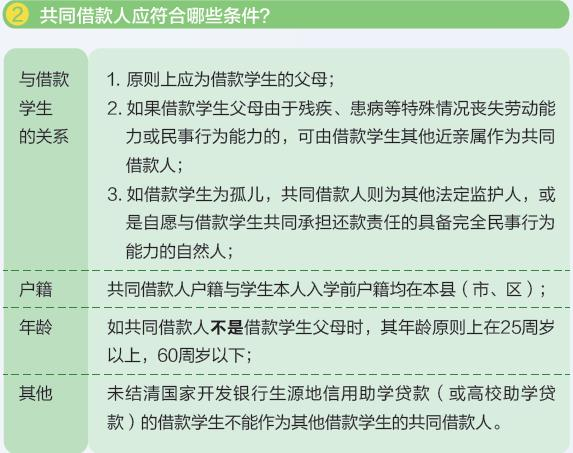 2 共同借款人应符合哪些条件?
与借款
学生
的关系
1. 原则上应为借款学生的父母；
2. 如果借款学生父母由于残疾、患病等特殊情况丧失劳动能
力或民事行为能力的，可由借款学生其他近亲属作为共同
借款人；
3. 如借款学生为孤儿，共同借款人则为其他法定监护人，或
是自愿与借款学生共同承担还款责任的具备完全民事行为
能力的自然人；
户籍
共同借款人户籍与学生本人入学前户籍均在本县（市、区）；
年龄
如共同借款人不是借款学生父母时，其年龄原则上在25周岁
以上，60周岁以下；
其他
未结清国家开发银行生源地信用助学贷款（或高校助学贷
款）的借款学生不能作为其他借款学生的共同借款人。